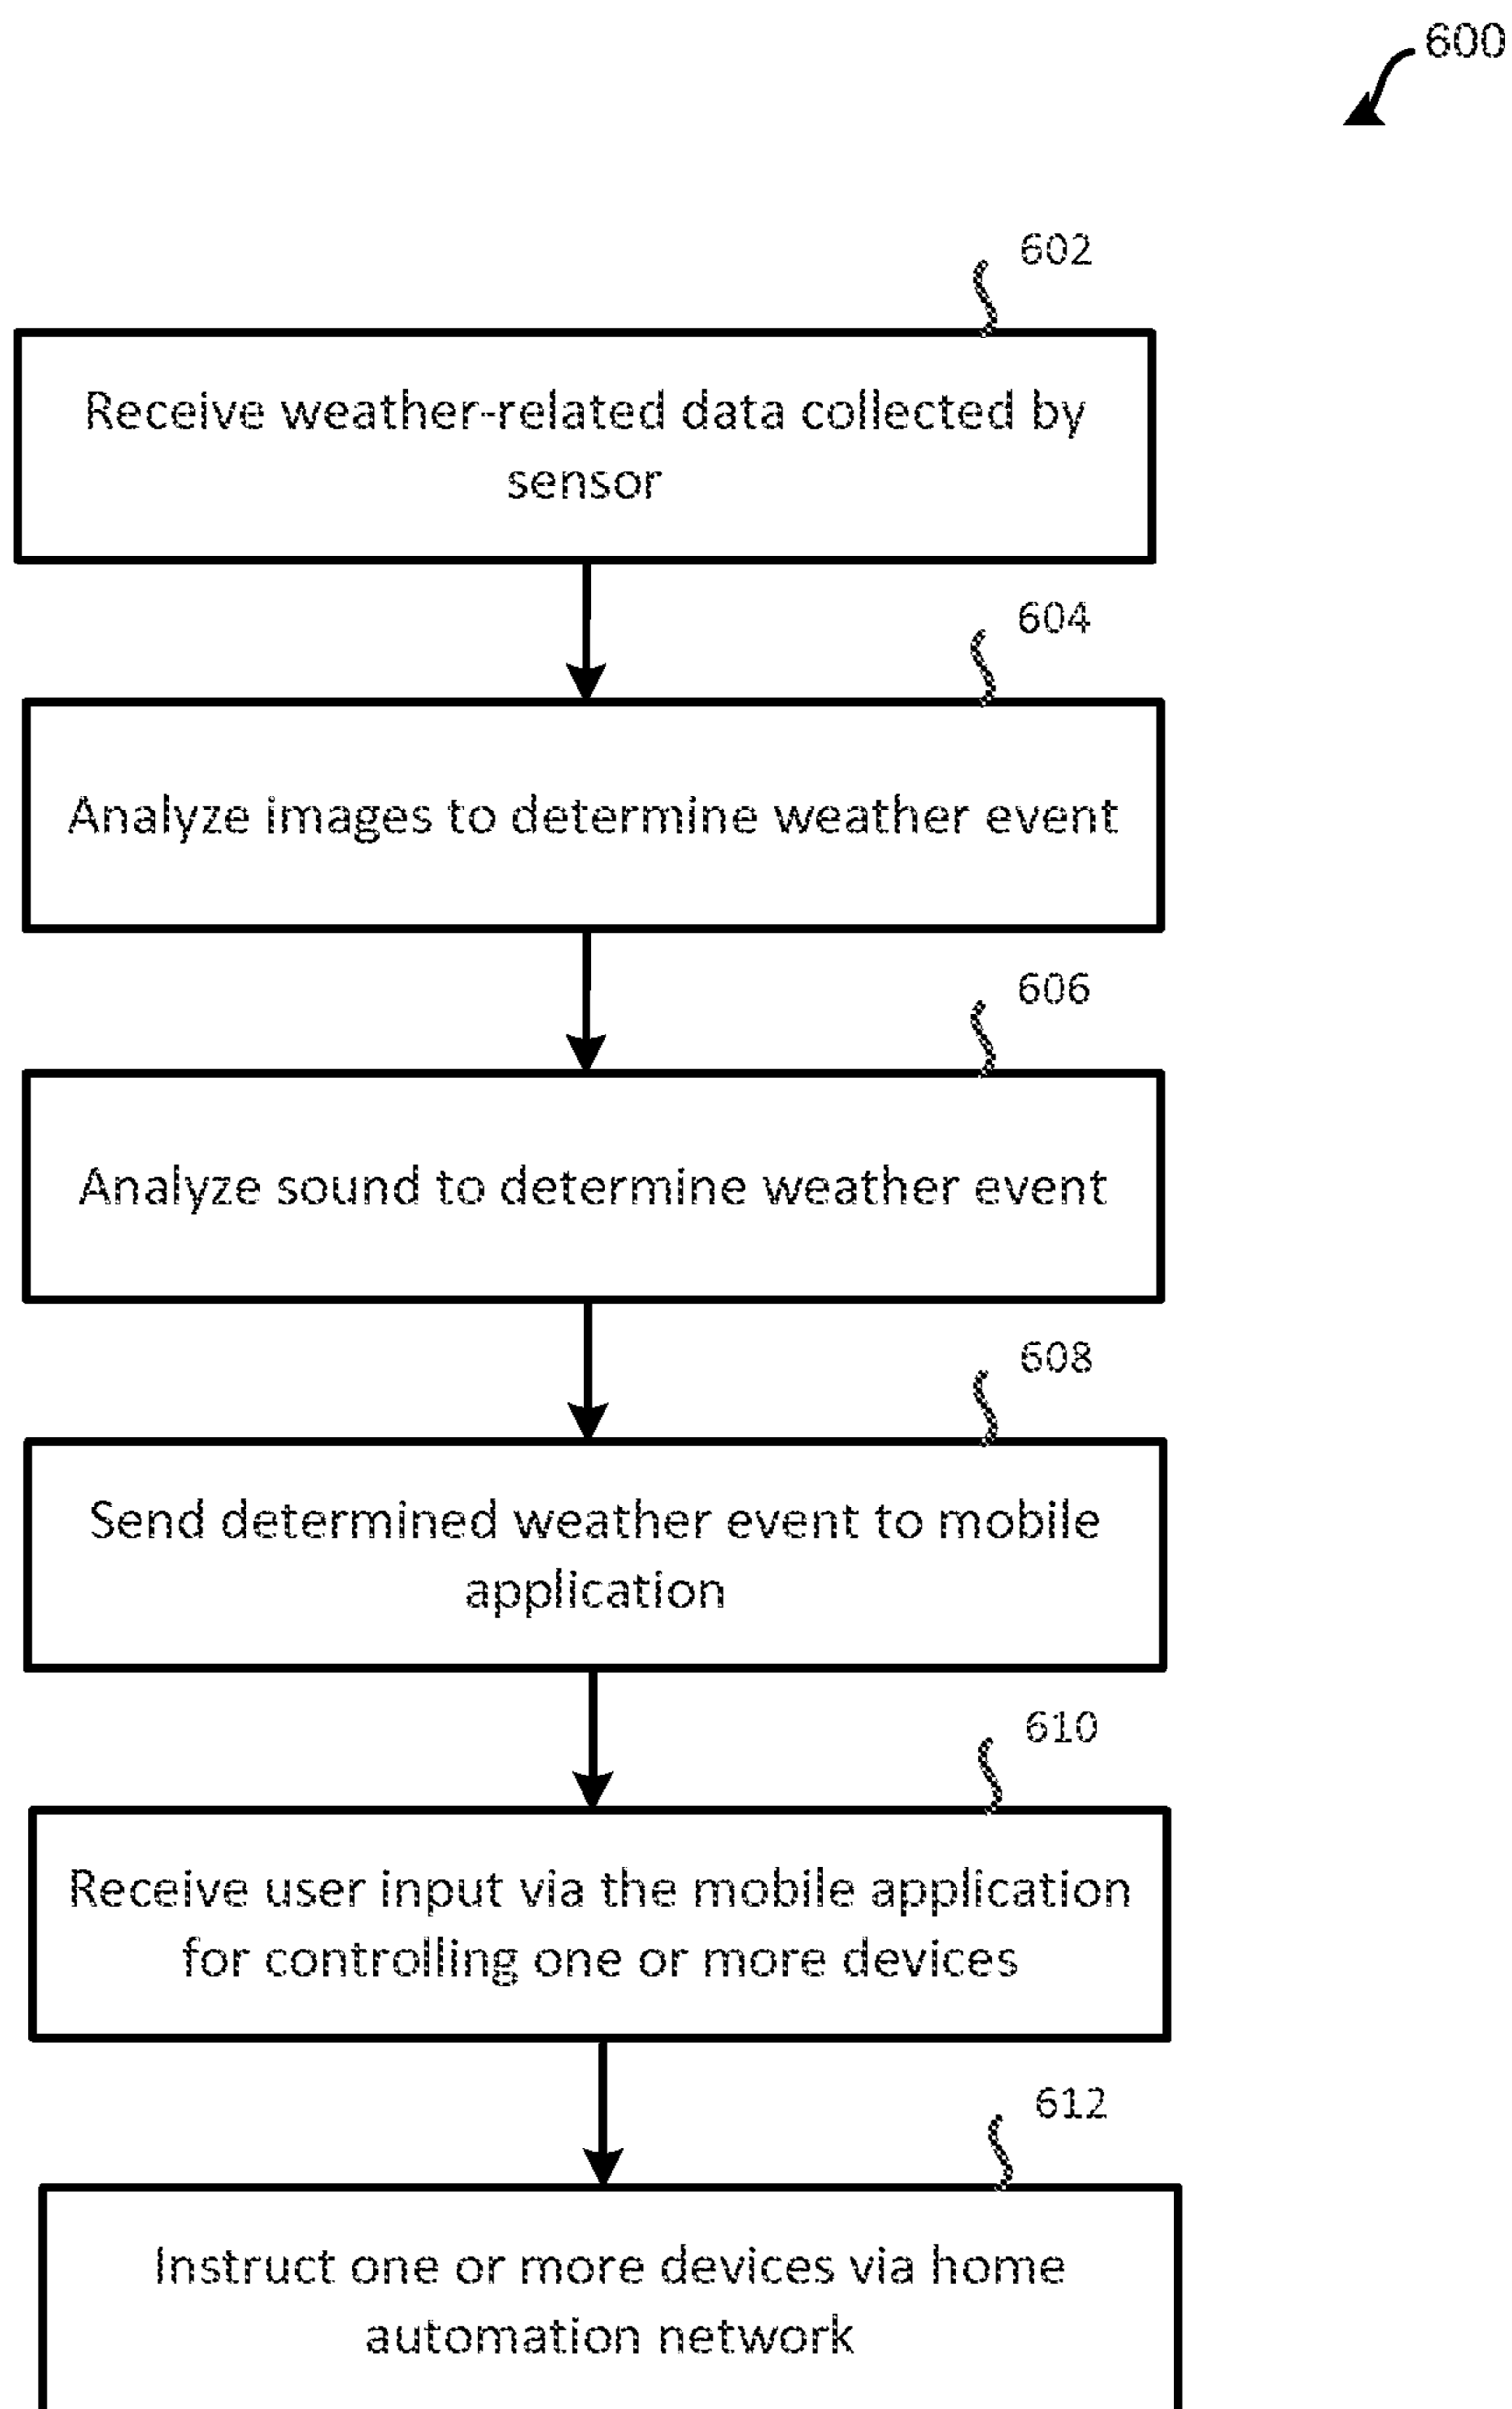 600
602
Receive weather-related data collected by
sensor
604
Analyze images to determine weather event
606
Analyze sound to determine weather event
608
Send determined weather event to mobile
application
610
Receive user input via the mobile application
for controlling one or more devices
612
Instruct one or more devices via home
automation network